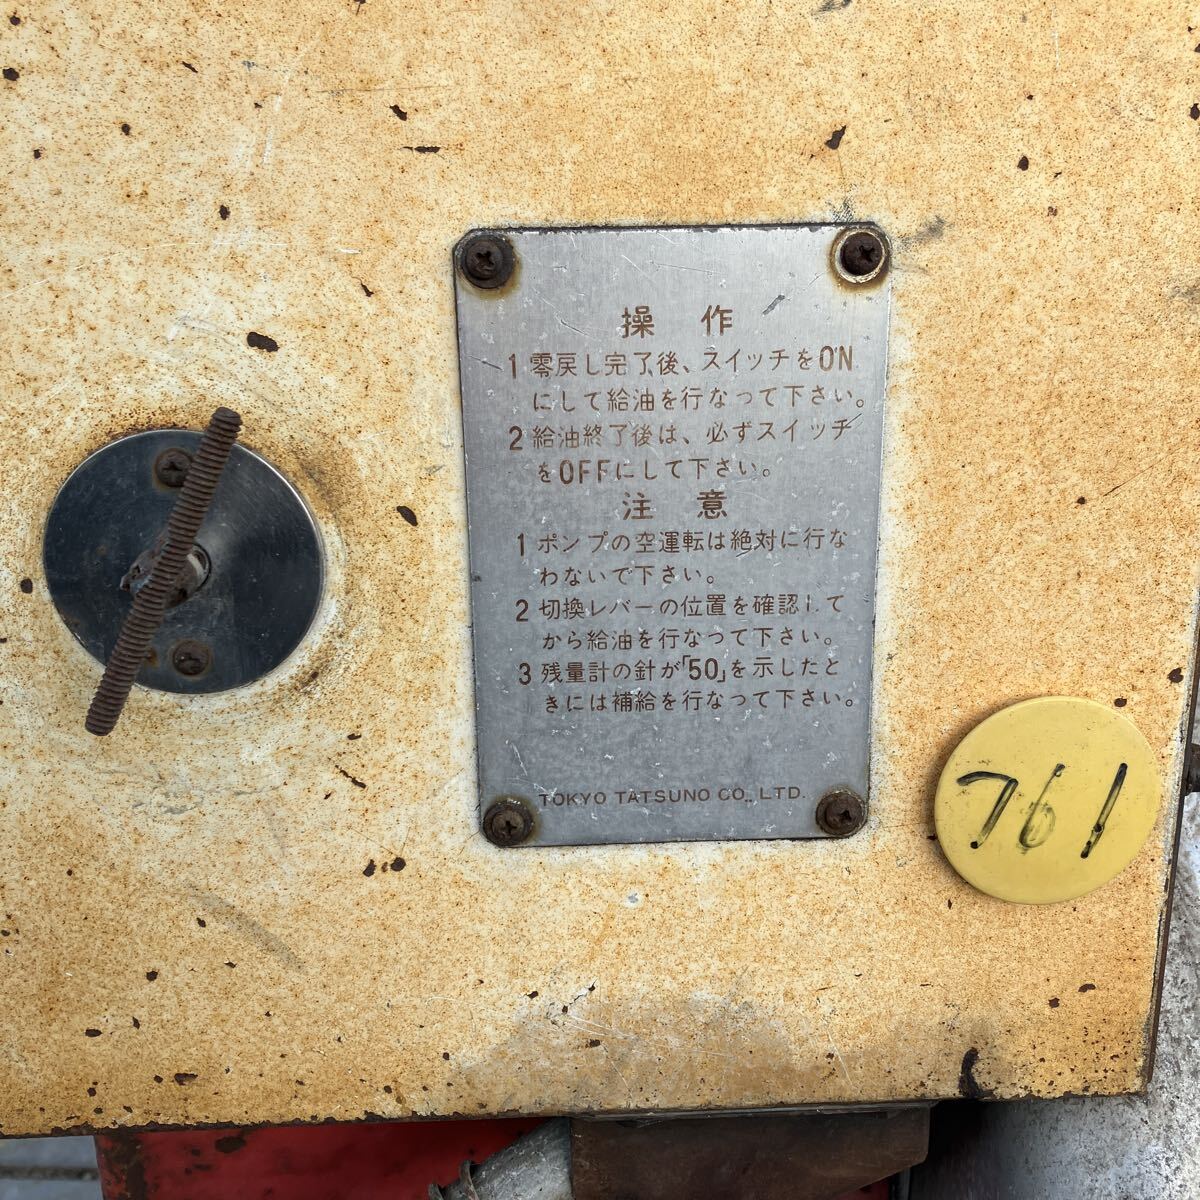 操 作
1 零戻し完了後、スイッチをON
にして給油を行なって下さい。
2 給油終了後は、必ずスイッチ
をOFFにして下さい。
注 意
1 ポンプの空運転は絶対に行な
わないで下さい。
2 切換レバーの位置を確認して
から給油を行なって下さい。
3 残量計の針が「50」を示したと
きには補給を行なって下さい。
TOKYO TATSUNO CO., LTD.
761